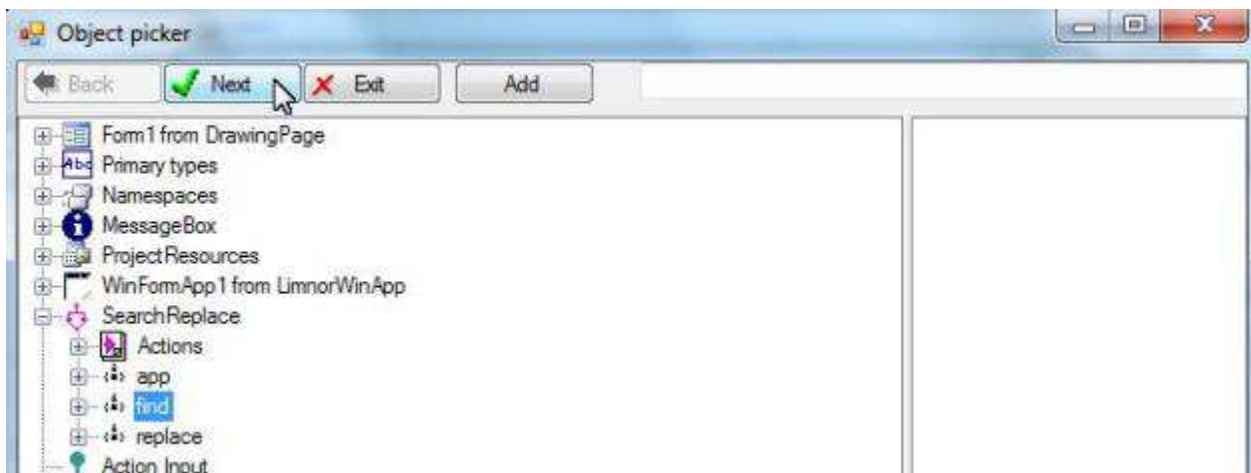 Object picker
Back Next Exit Add
Form1 from DrawingPage
Abc Primary types
Namespaces
MessageBox
ProjectResources
WinFormApp1 from LimnorWinApp
SearchReplace
Actions
app
find
replace
Action Input